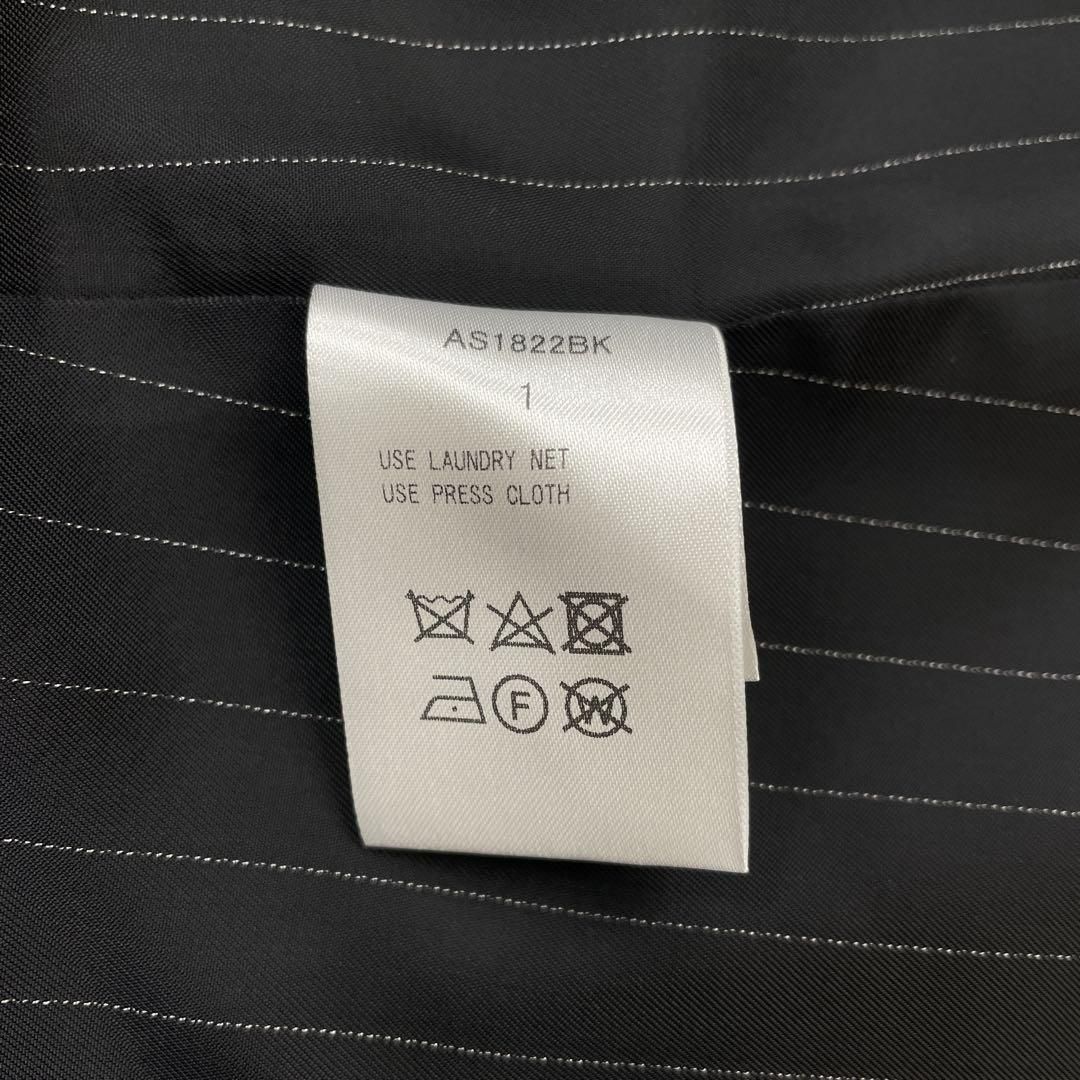 AS1822BK
1
USE LAUNDRY NET
USE PRESS CLOTH
F W